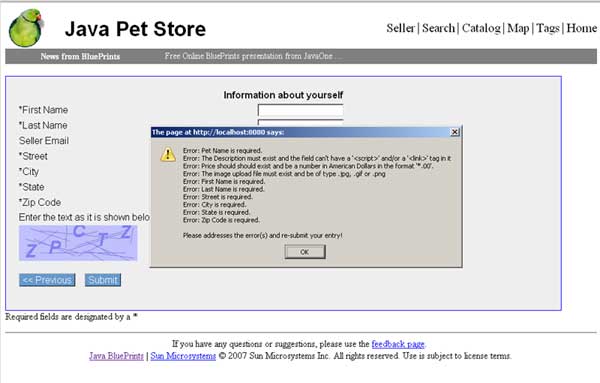 Java Pet Store
Seller | Search | Catalog | Map | Tags | Home
News from BluePrints
Free Online BluePrints presentation from JavaOne ...
Information about yourself
*First Name
*Last Name
Seller Email
*Street
*City
*State
*Zip Code
Enter the text as it is shown belo
Z P C T Z
The page at http://localhost:8080 says:
Error: Pet Name is required.
Error: The Description must exist and the field can't have a '<script>' and/or a '<link>' tag in it
Error: Price should should exist and be a number in American Dollars in the format '*.00'.
Error: The image upload file must exist and be of type .jpg, .gif or .png
Error: First Name is required.
Error: Last Name is required.
Error: Street is required.
Error: City is required.
Error: State is required.
Error: Zip Code is required.
Please addresses the error(s) and re-submit your entry!
OK
<< Previous
Submit
Required fields are designated by a *
If you have any questions or suggestions, please use the feedback page.
Java BluePrints | Sun Microsystems © 2007 Sun Microsystems Inc. All rights reserved. Use is subject to license terms.